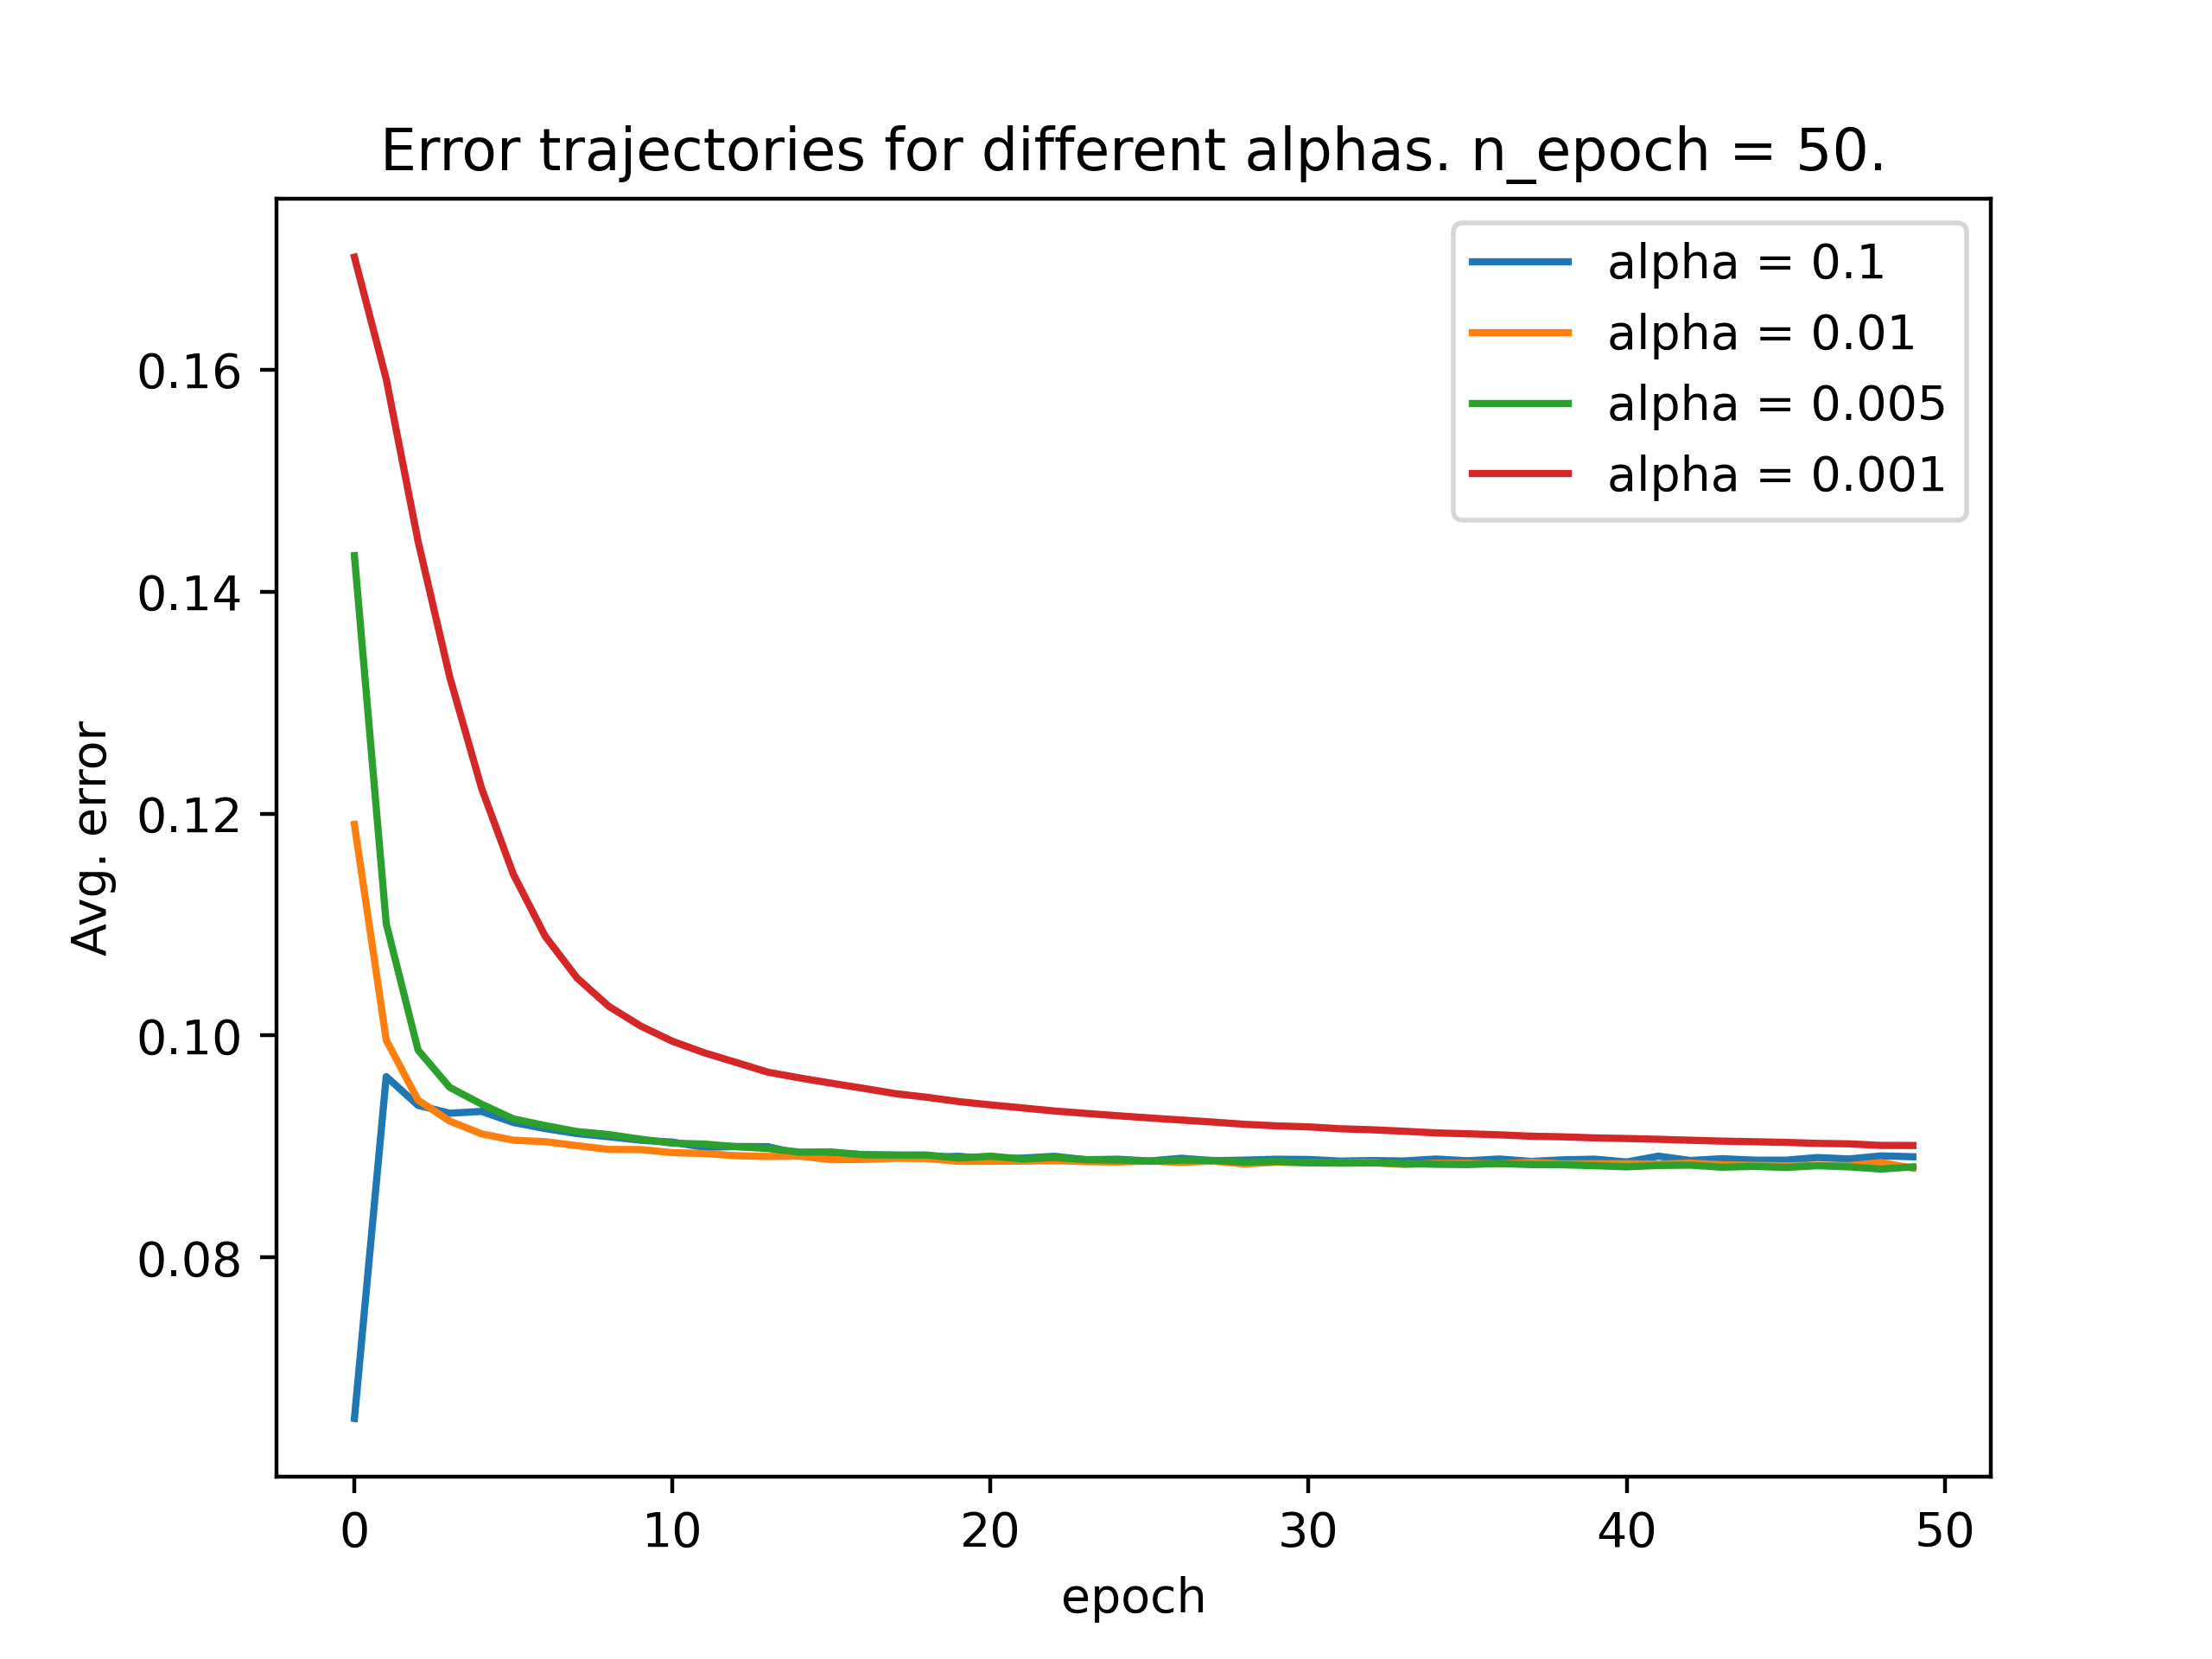 Error trajectories for different alphas. n_epoch = 50.
alpha = 0.1
alpha = 0.01
alpha = 0.005
alpha = 0.001
Avg. error
0.16
0.14
0.12
0.10
0.08
0 10 20 30 40 50
epoch